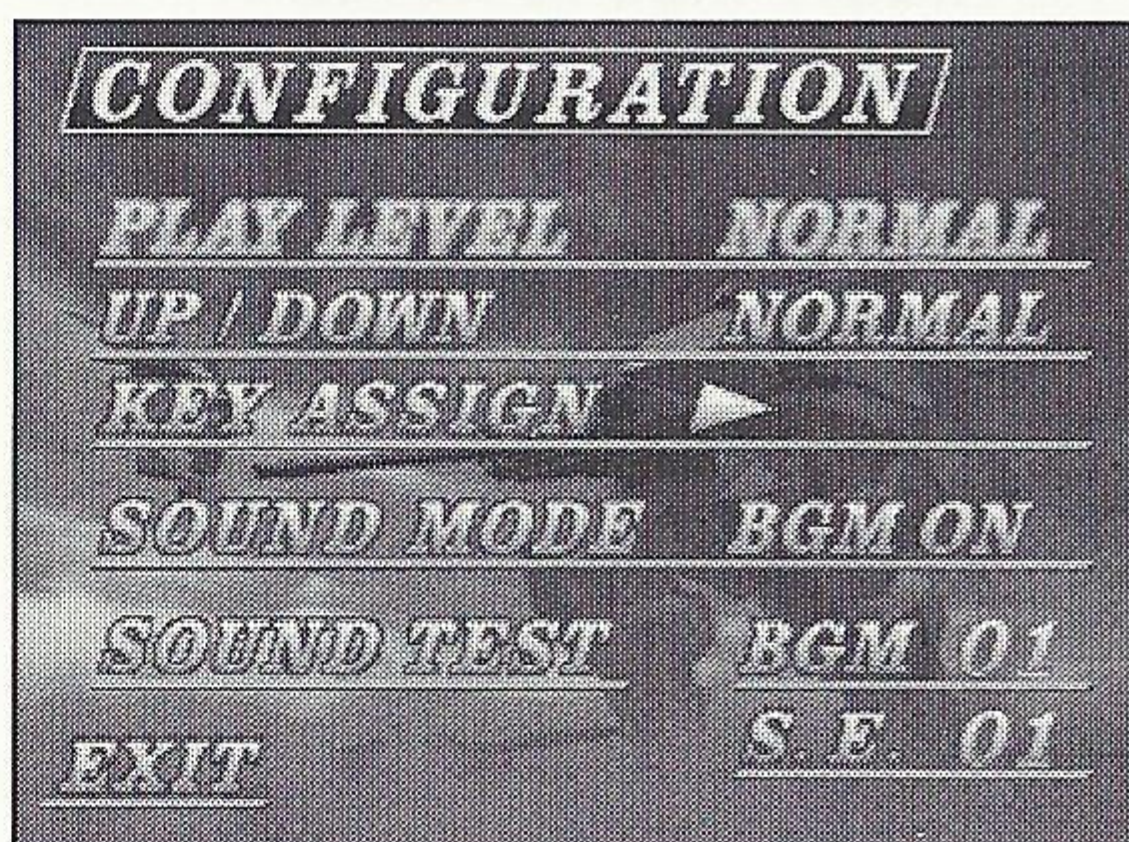 CONFIGURATION
PLAY LEVEL NORMAL
UP / DOWN NORMAL
KEY ASSIGN
SOUND MODE BGM ON
SOUND TEST BGM 01
S. E. 01
EXIT